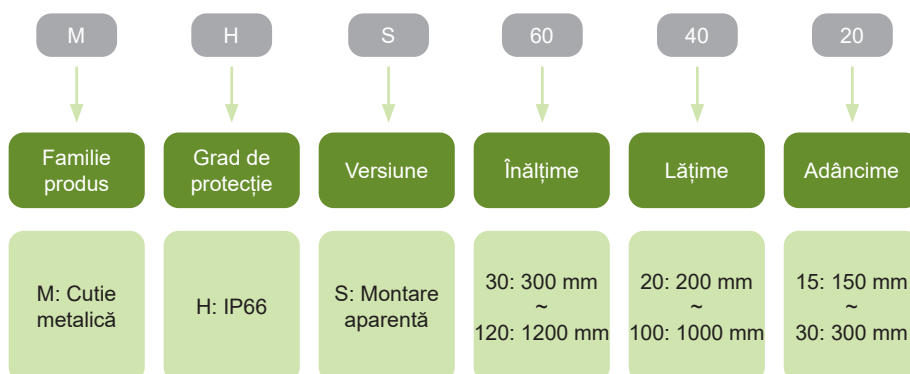 M H S 60 40 20
Familie produs
Grad de protecție
Versiune
Înălțime
Lățime
Adâncime
M: Cutie metalică
H: IP66
S: Montare aparentă
30: 300 mm
~
120: 1200 mm
20: 200 mm
~
100: 1000 mm
15: 150 mm
~
30: 300 mm